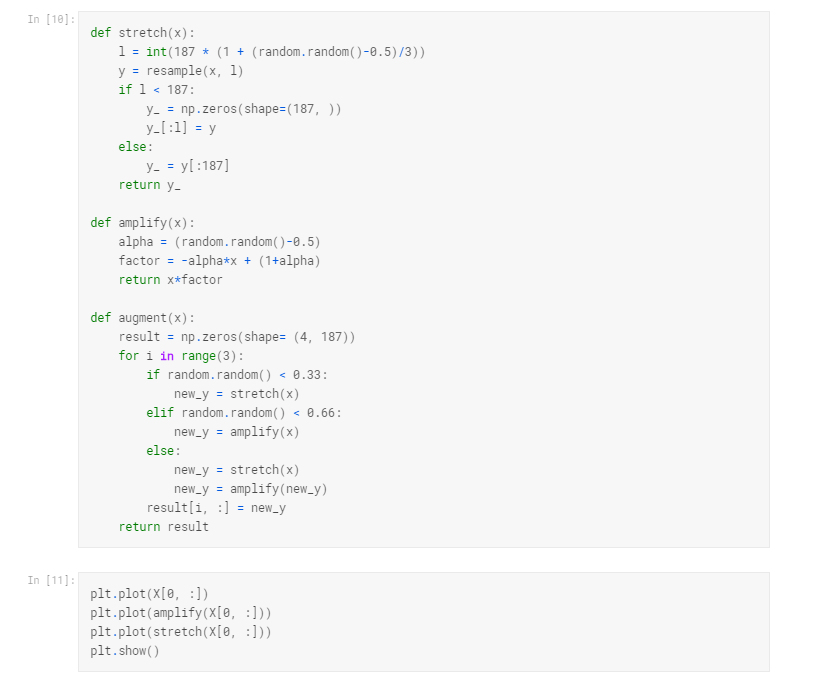 In [10]:
def stretch(x):
    l = int(187 * (1 + (random.random()-0.5)/3))
    y = resample(x, l)
    if l < 187:
        y_ = np.zeros(shape=(187, ))
        y_[:l] = y
    else:
        y_ = y[:187]
    return y_

def amplify(x):
    alpha = (random.random()-0.5)
    factor = -alpha*x + (1+alpha)
    return x*factor

def augment(x):
    result = np.zeros(shape= (4, 187))
    for i in range(3):
        if random.random() < 0.33:
            new_y = stretch(x)
        elif random.random() < 0.66:
            new_y = amplify(x)
        else:
            new_y = stretch(x)
            new_y = amplify(new_y)
        result[i, :] = new_y
    return result

In [11]:
plt.plot(X[0, :])
plt.plot(amplify(X[0, :]))
plt.plot(stretch(X[0, :]))
plt.show()